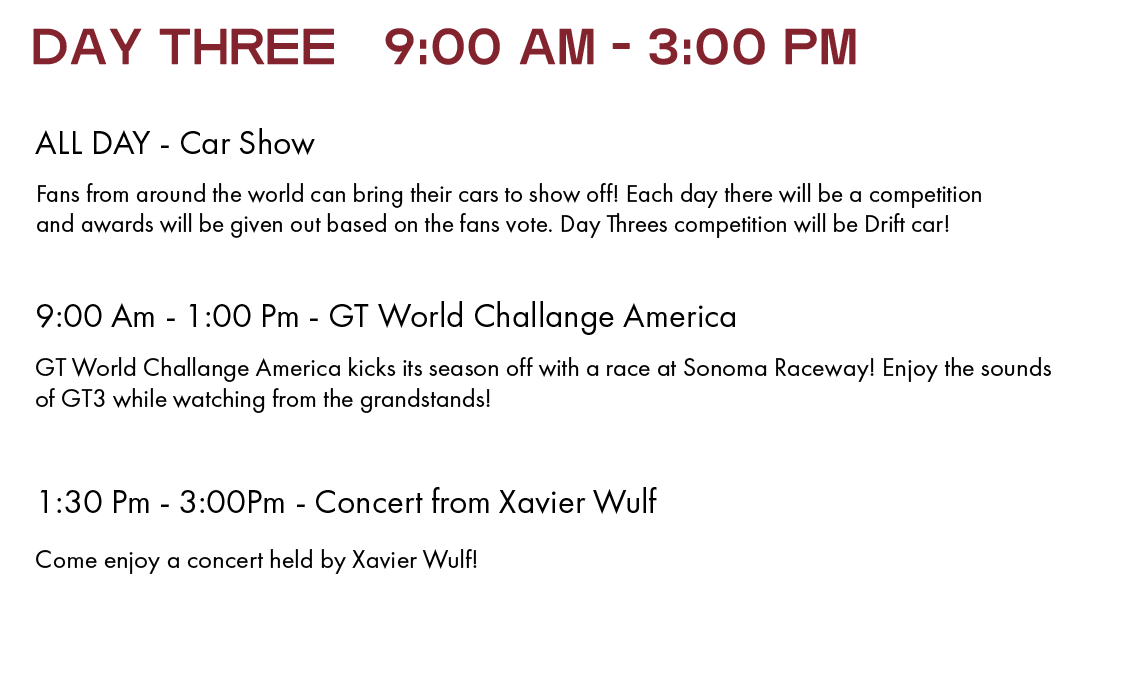 DAY THREE 9:00 AM - 3:00 PM
ALL DAY - Car Show
Fans from around the world can bring their cars to show off! Each day there will be a competition
and awards will be given out based on the fans vote. Day Threes competition will be Drift car!
9:00 Am - 1:00 Pm - GT World Challange America
GT World Challange America kicks its season off with a race at Sonoma Raceway! Enjoy the sounds
of GT3 while watching from the grandstands!
1:30 Pm - 3:00Pm - Concert from Xavier Wulf
Come enjoy a concert held by Xavier Wulf!